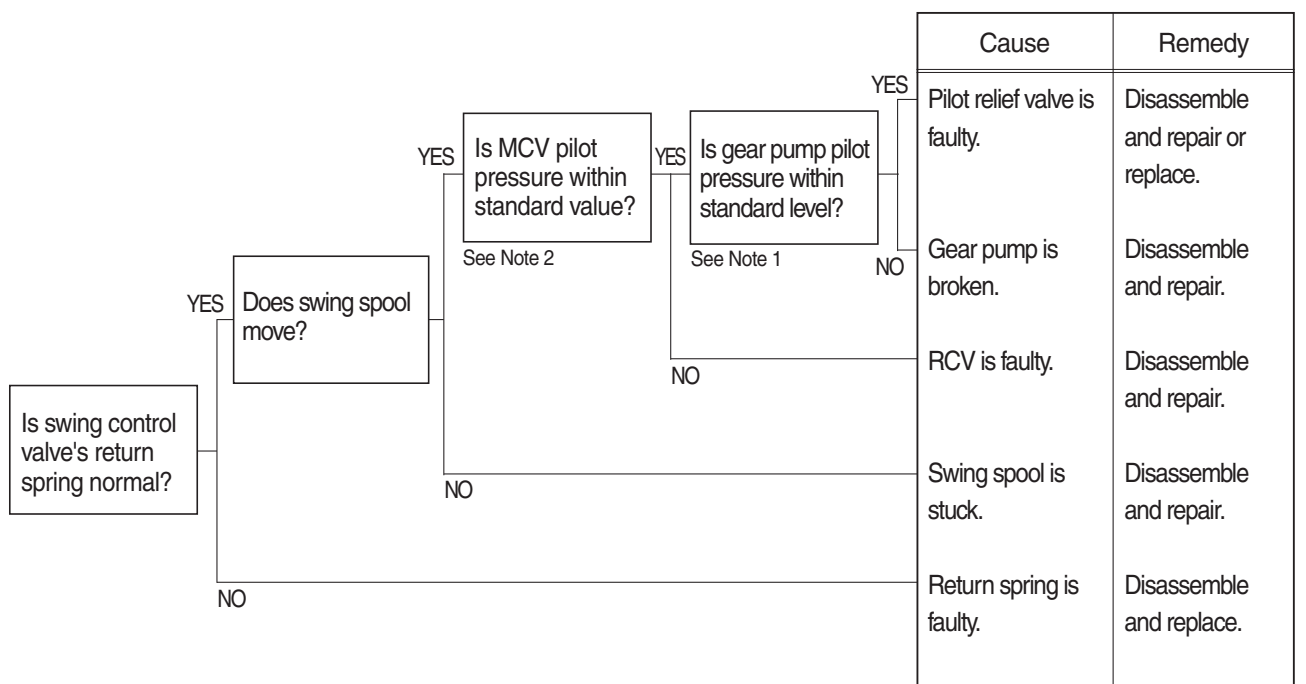 Cause
Remedy
YES
Pilot relief valve is
faulty.
Disassemble
and repair or
replace.
YES
Is MCV pilot
pressure within
standard value?
See Note 2
YES
Is gear pump pilot
pressure within
standard level?
See Note 1
NO
Gear pump is
broken.
Disassemble
and repair.
YES
Does swing spool
move?
NO
RCV is faulty.
Disassemble
and repair.
Is swing control
valve's return
spring normal?
NO
Swing spool is
stuck.
Disassemble
and repair.
NO
Return spring is
faulty.
Disassemble
and replace.